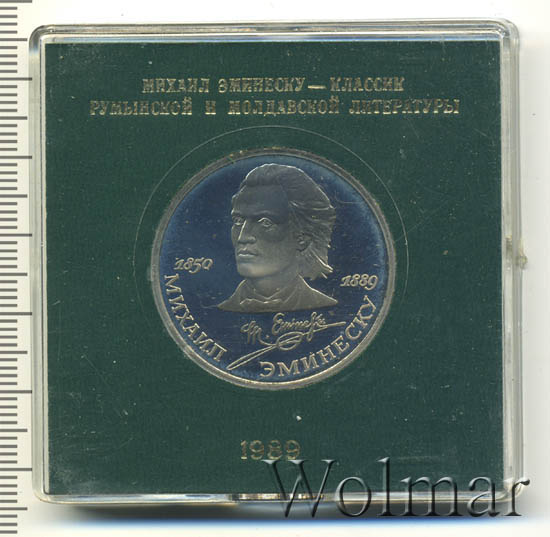 МИХАИЛ ЭМИНЕСКУ — КЛАССИК
РУМЫНСКОЙ И МОЛДАВСКОЙ ЛИТЕРАТУРЫ
1850
1889
МИХАИЛ ЭМИНЕСКУ
1989
Wolmar